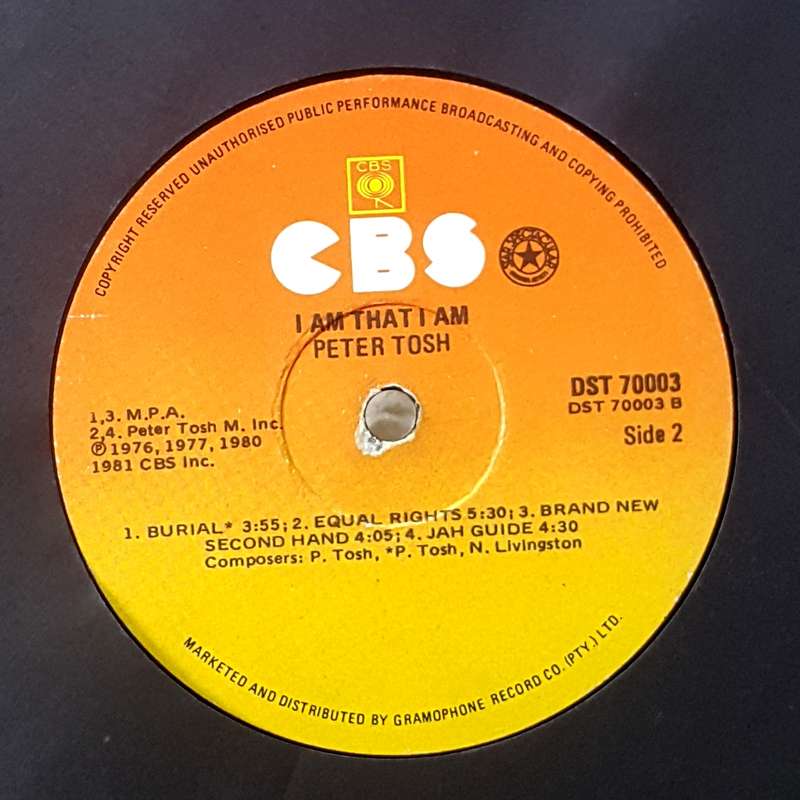 COPYRIGHT RESERVED UNAUTHORISED PUBLIC PERFORMANCE BROADCASTING AND COPYING PROHIBITED
CBS
CBS
STAR SPECTACULAR
I AM THAT I AM
PETER TOSH
DST 70003
DST 70003 B
Side 2
1,3. M.P.A.
2,4. Peter Tosh M. Inc.
Ⓟ1976, 1977, 1980
1981 CBS Inc.
1. BURIAL* 3:55; 2. EQUAL RIGHTS 5:30; 3. BRAND NEW
SECOND HAND 4:05; 4. JAH GUIDE 4:30
Composers: P. Tosh, *P. Tosh, N. Livingston
MARKETED AND DISTRIBUTED BY GRAMOPHONE RECORD CO. (PTY.) LTD.